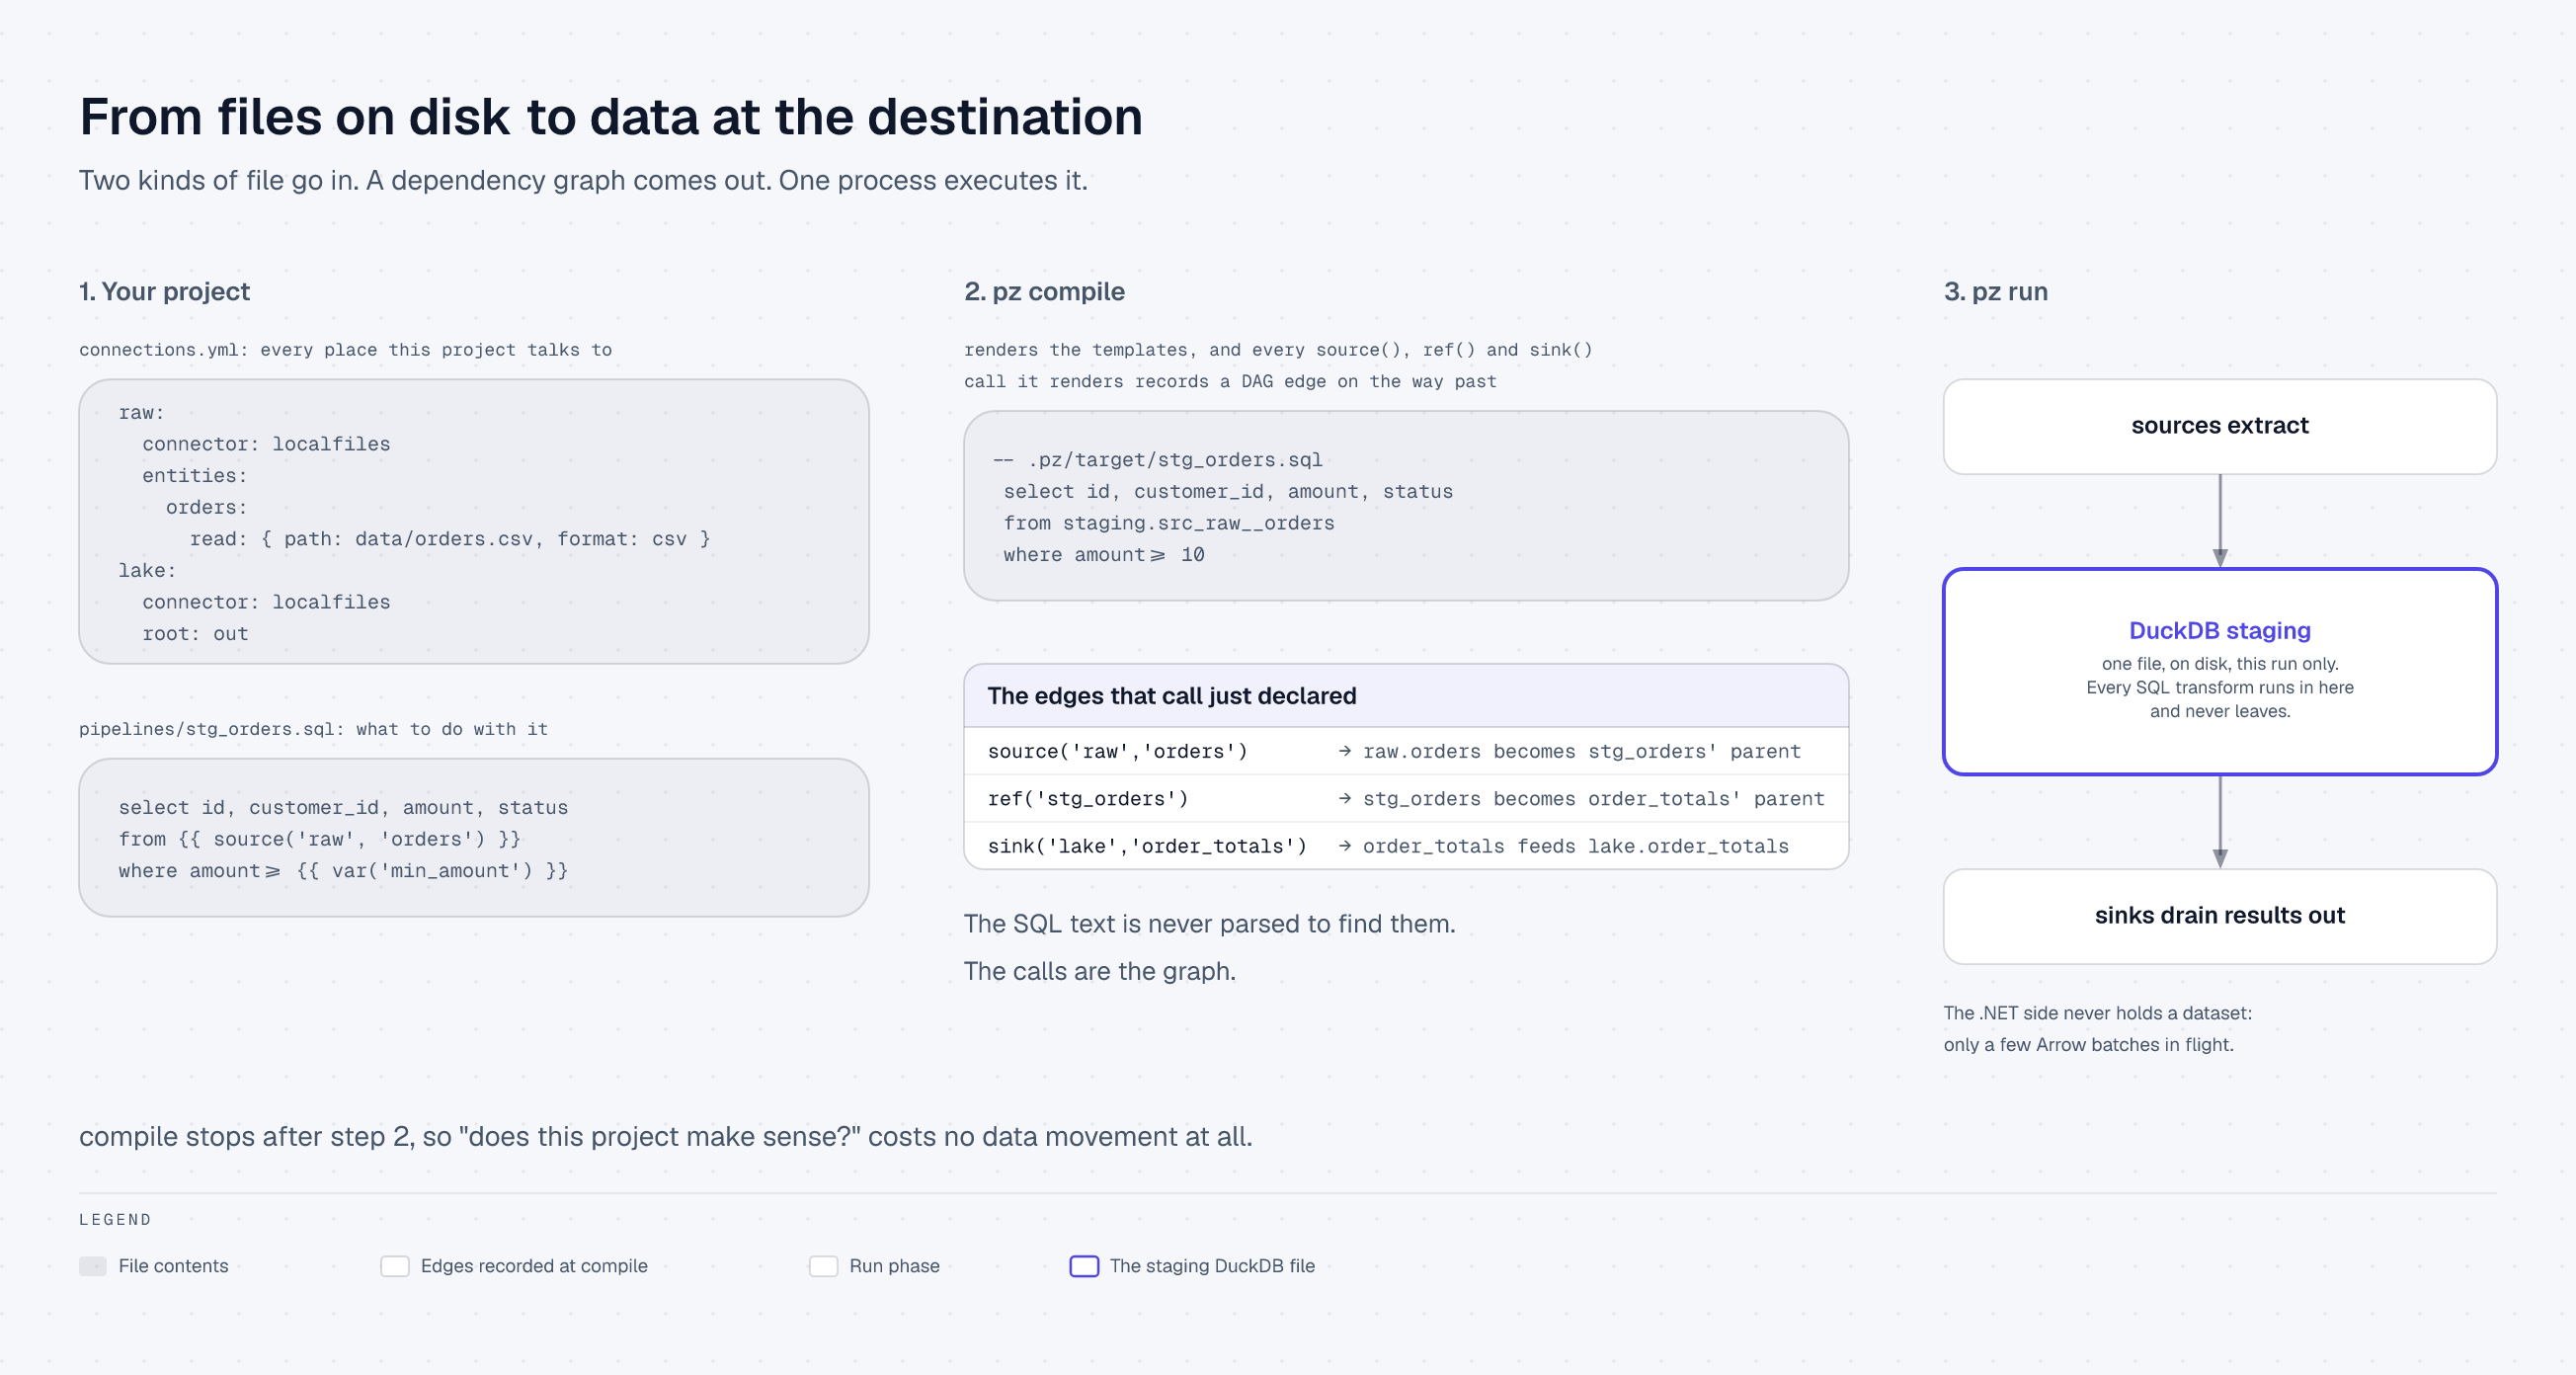 From files on disk to data at the destination
Two kinds of file go in. A dependency graph comes out. One process executes it.
1. Your project
connections.yml: every place this project talks to
raw:
  connector: localfiles
  entities:
    orders:
      read: { path: data/orders.csv, format: csv }
lake:
  connector: localfiles
  root: out
pipelines/stg_orders.sql: what to do with it
select id, customer_id, amount, status
from {{ source('raw', 'orders') }}
where amount ⩾ {{ var('min_amount') }}
2. pz compile
renders the templates, and every source(), ref() and sink()
call it renders records a DAG edge on the way past
-- .pz/target/stg_orders.sql
select id, customer_id, amount, status
from staging.src_raw__orders
where amount ⩾ 10
The edges that call just declared
source('raw','orders') → raw.orders becomes stg_orders' parent
ref('stg_orders') → stg_orders becomes order_totals' parent
sink('lake','order_totals') → order_totals feeds lake.order_totals
The SQL text is never parsed to find them.
The calls are the graph.
3. pz run
sources extract
DuckDB staging
one file, on disk, this run only.
Every SQL transform runs in here
and never leaves.
sinks drain results out
The .NET side never holds a dataset:
only a few Arrow batches in flight.
compile stops after step 2, so "does this project make sense?" costs no data movement at all.
LEGEND
File contents
Edges recorded at compile
Run phase
The staging DuckDB file